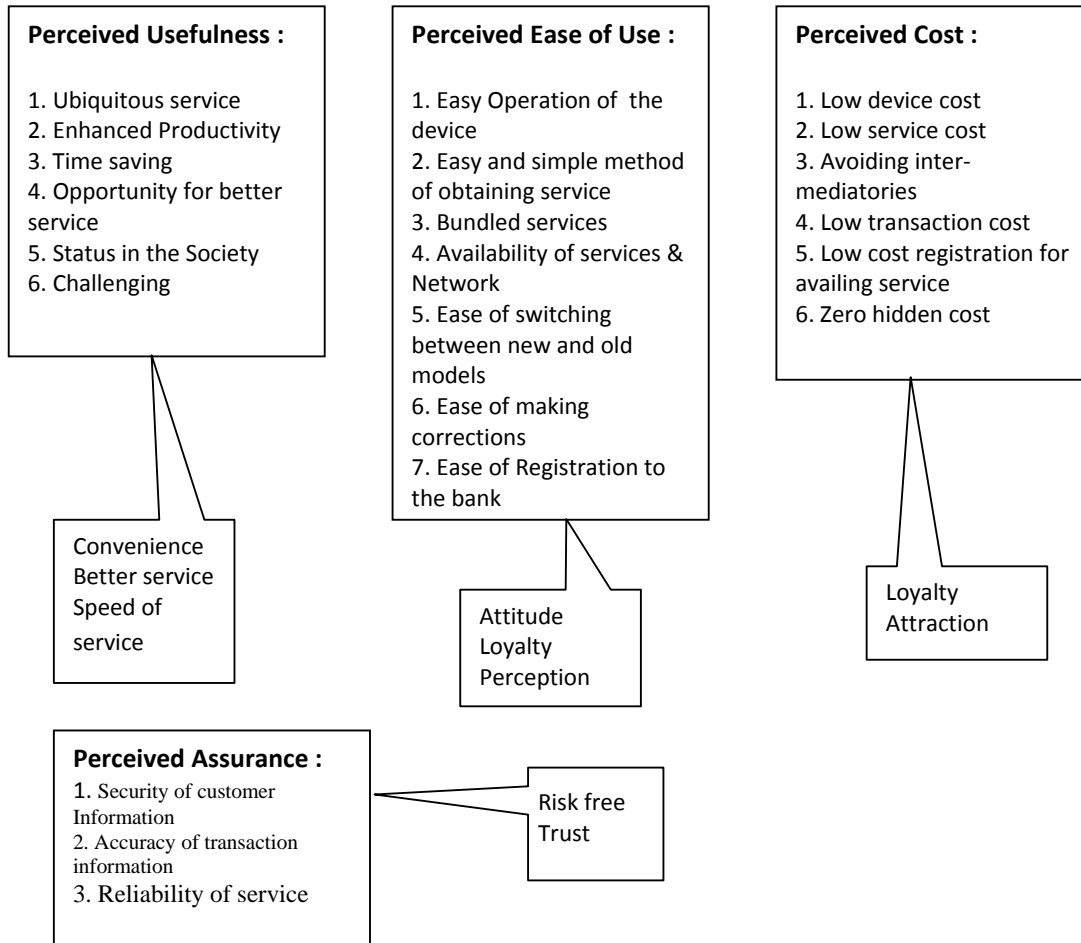 Perceived Usefulness :
1. Ubiquitous service
2. Enhanced Productivity
3. Time saving
4. Opportunity for better
service
5. Status in the Society
6. Challenging
Convenience
Better service
Speed of
service
Perceived Ease of Use :
1. Easy Operation of the
device
2. Easy and simple method
of obtaining service
3. Bundled services
4. Availability of services &
Network
5. Ease of switching
between new and old
models
6. Ease of making
corrections
7. Ease of Registration to
the bank
Attitude
Loyalty
Perception
Perceived Cost :
1. Low device cost
2. Low service cost
3. Avoiding inter-
mediatories
4. Low transaction cost
5. Low cost registration for
availing service
6. Zero hidden cost
Loyalty
Attraction
Perceived Assurance :
1. Security of customer
Information
2. Accuracy of transaction
information
3. Reliability of service
Risk free
Trust